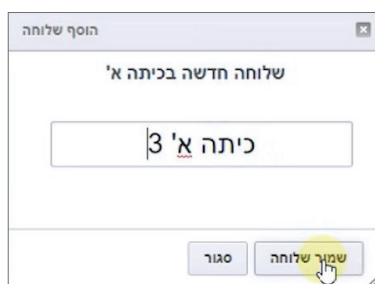 הוסף שלוחה
שלוחה חדשה בכיתה א'
כיתה א' 3
שמור שלוחה סגור